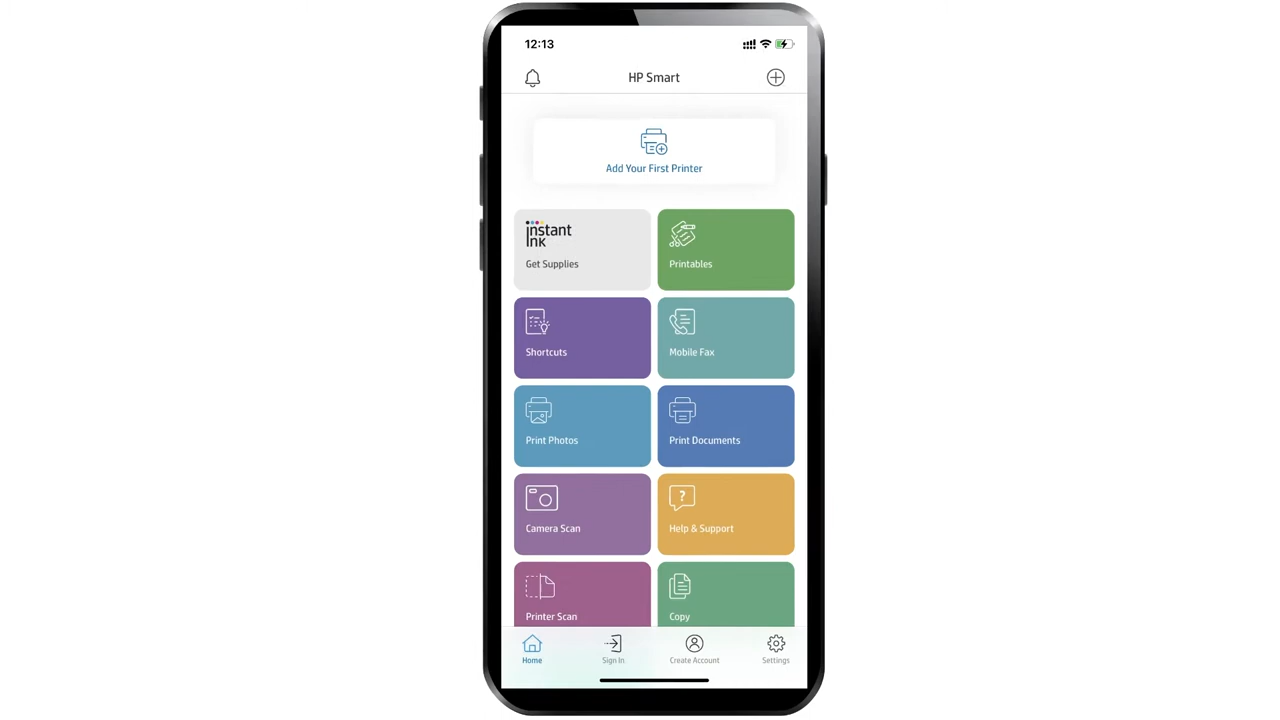 12:13
HP Smart
Add Your First Printer
instant
Ink
Get Supplies
Printables
Shortcuts
Mobile Fax
Print Photos
Print Documents
Camera Scan
?
Help & Support
Printer Scan
Copy
Home
Sign In
Create Account
Settings